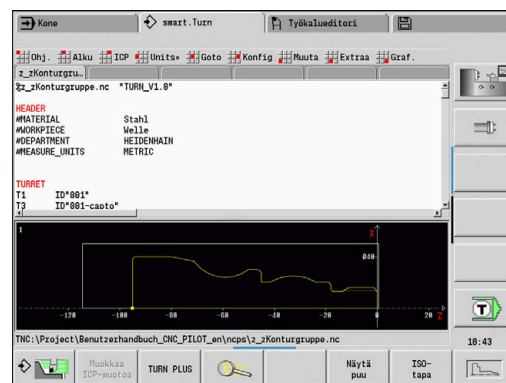 Kone smart.Turn Työkalueditori
Ohj. Alku ICP Units» Goto Konfig Muuta Extraa Graf.
z_zKonturgru…
%z_zKonturgruppe.nc "TURN_V1.0"
HEADER
#MATERIAL Stahl
#WORKPIECE Welle
#DEPARTMENT HEIDENHAIN
#MEASURE_UNITS METRIC
TURRET
T1 ID"001"
T3 ID"001-capto"
1 X
Ø40
-120 -100 -80 -60 -40 -20 0 20 Z
TNC:\Project\Benutzerhandbuch_CNC_PILOT_en\ncps\z_zKonturgruppe.nc
T
10:43
Muokkaa ICP-muotoa
TURN PLUS
Näytä puu
ISO-tapa